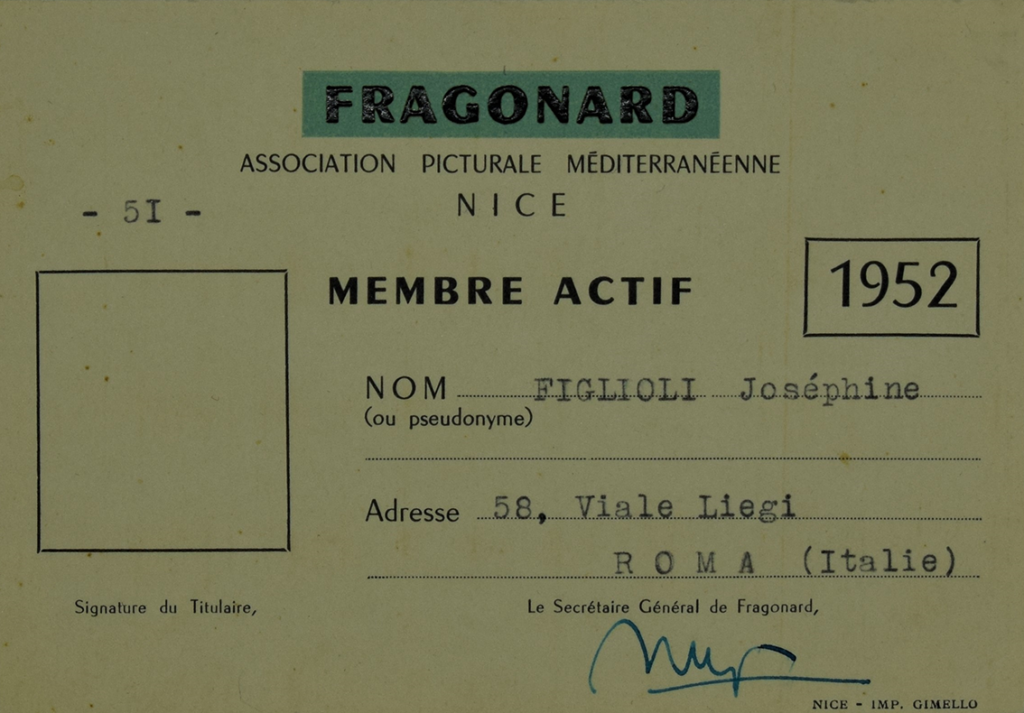 FRAGONARD
ASSOCIATION PICTURALE MÉDITERRANÉENNE
NICE
- 5I -
MEMBRE ACTIF
1952
NOM FIGLIOLI Joséphine
(ou pseudonyme)
Adresse 58, Viale Liegi
ROMA (Italie)
Signature du Titulaire,
Le Secrétaire Général de Fragonard,
NICE - IMP. GIMELLO